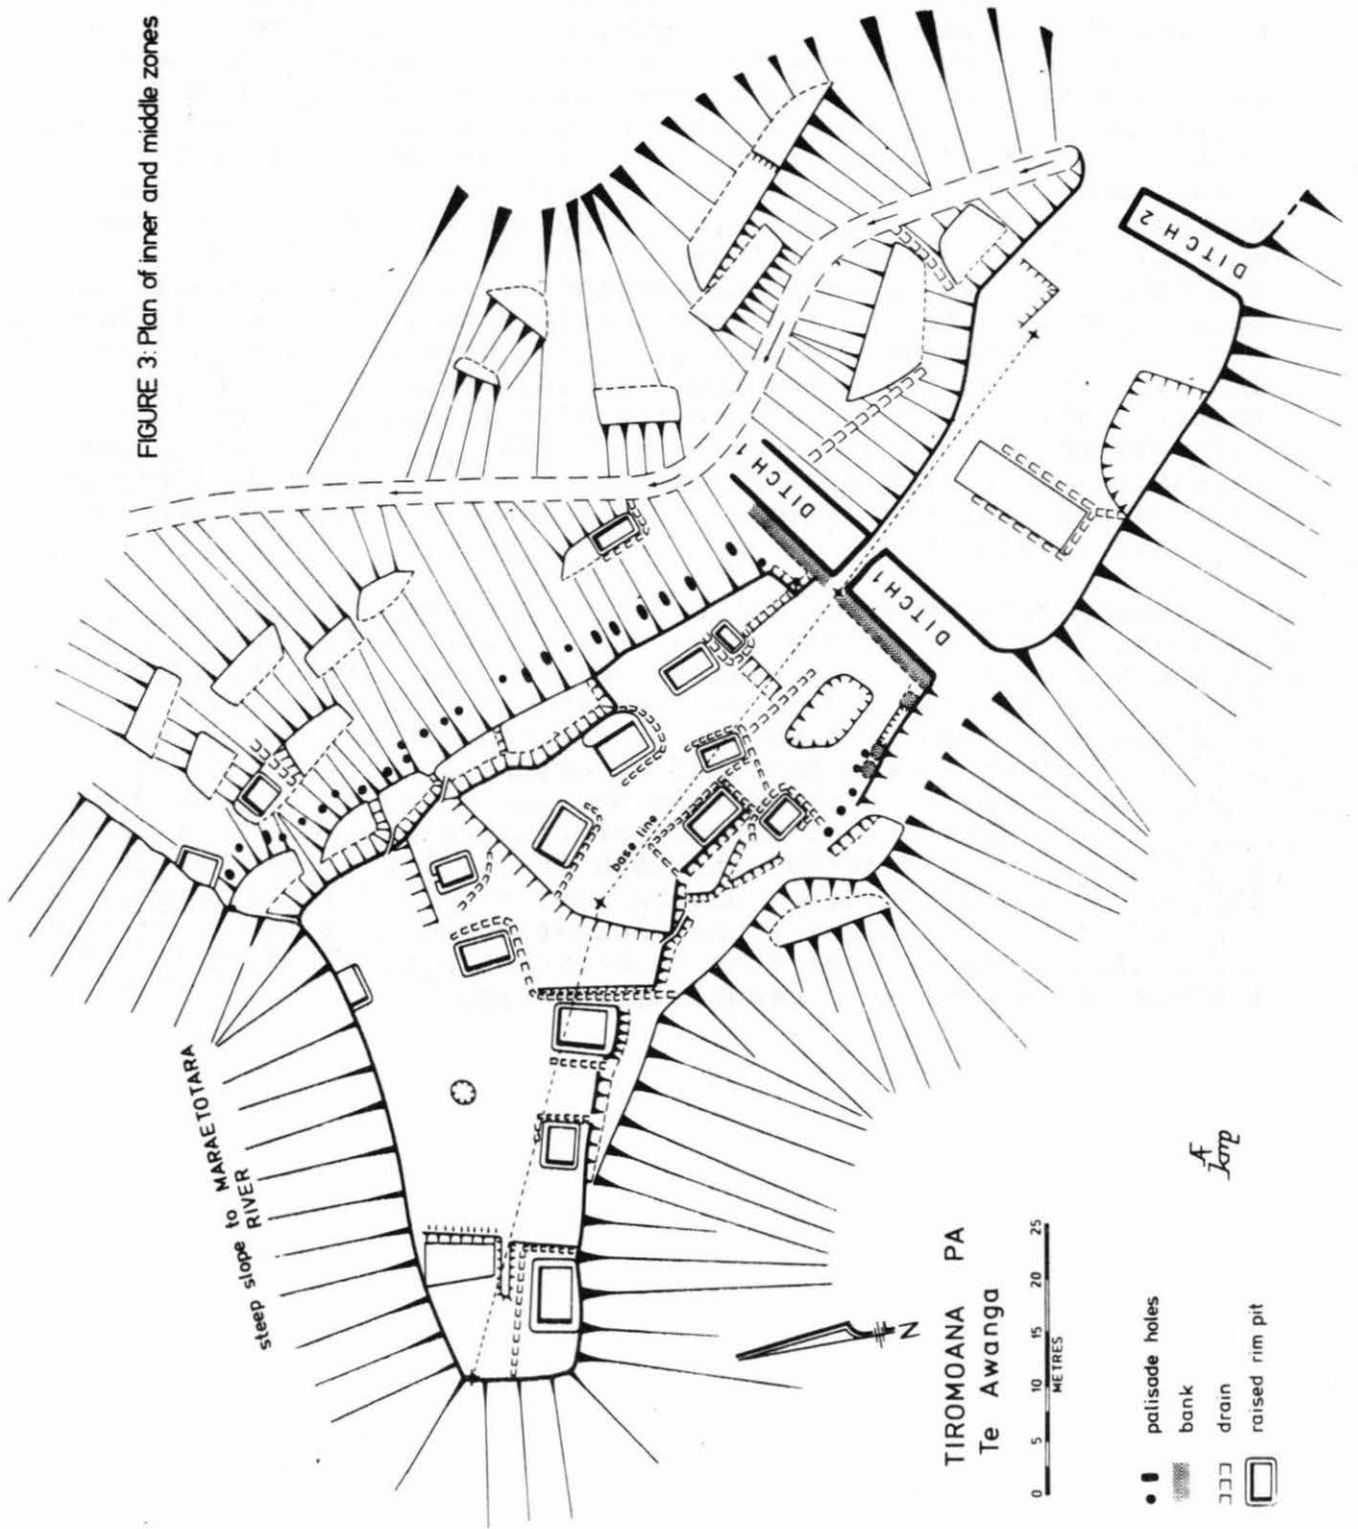 FIGURE 3: Plan of inner and middle zones
DITCH 2
DITCH 1
DITCH 1
base line
steep slope to MARAETOTARA
RIVER
N
TIROMOANA PA
Te Awanga
0 5 10 15 20 25
METRES
palisade holes
bank
drain
raised rim pit